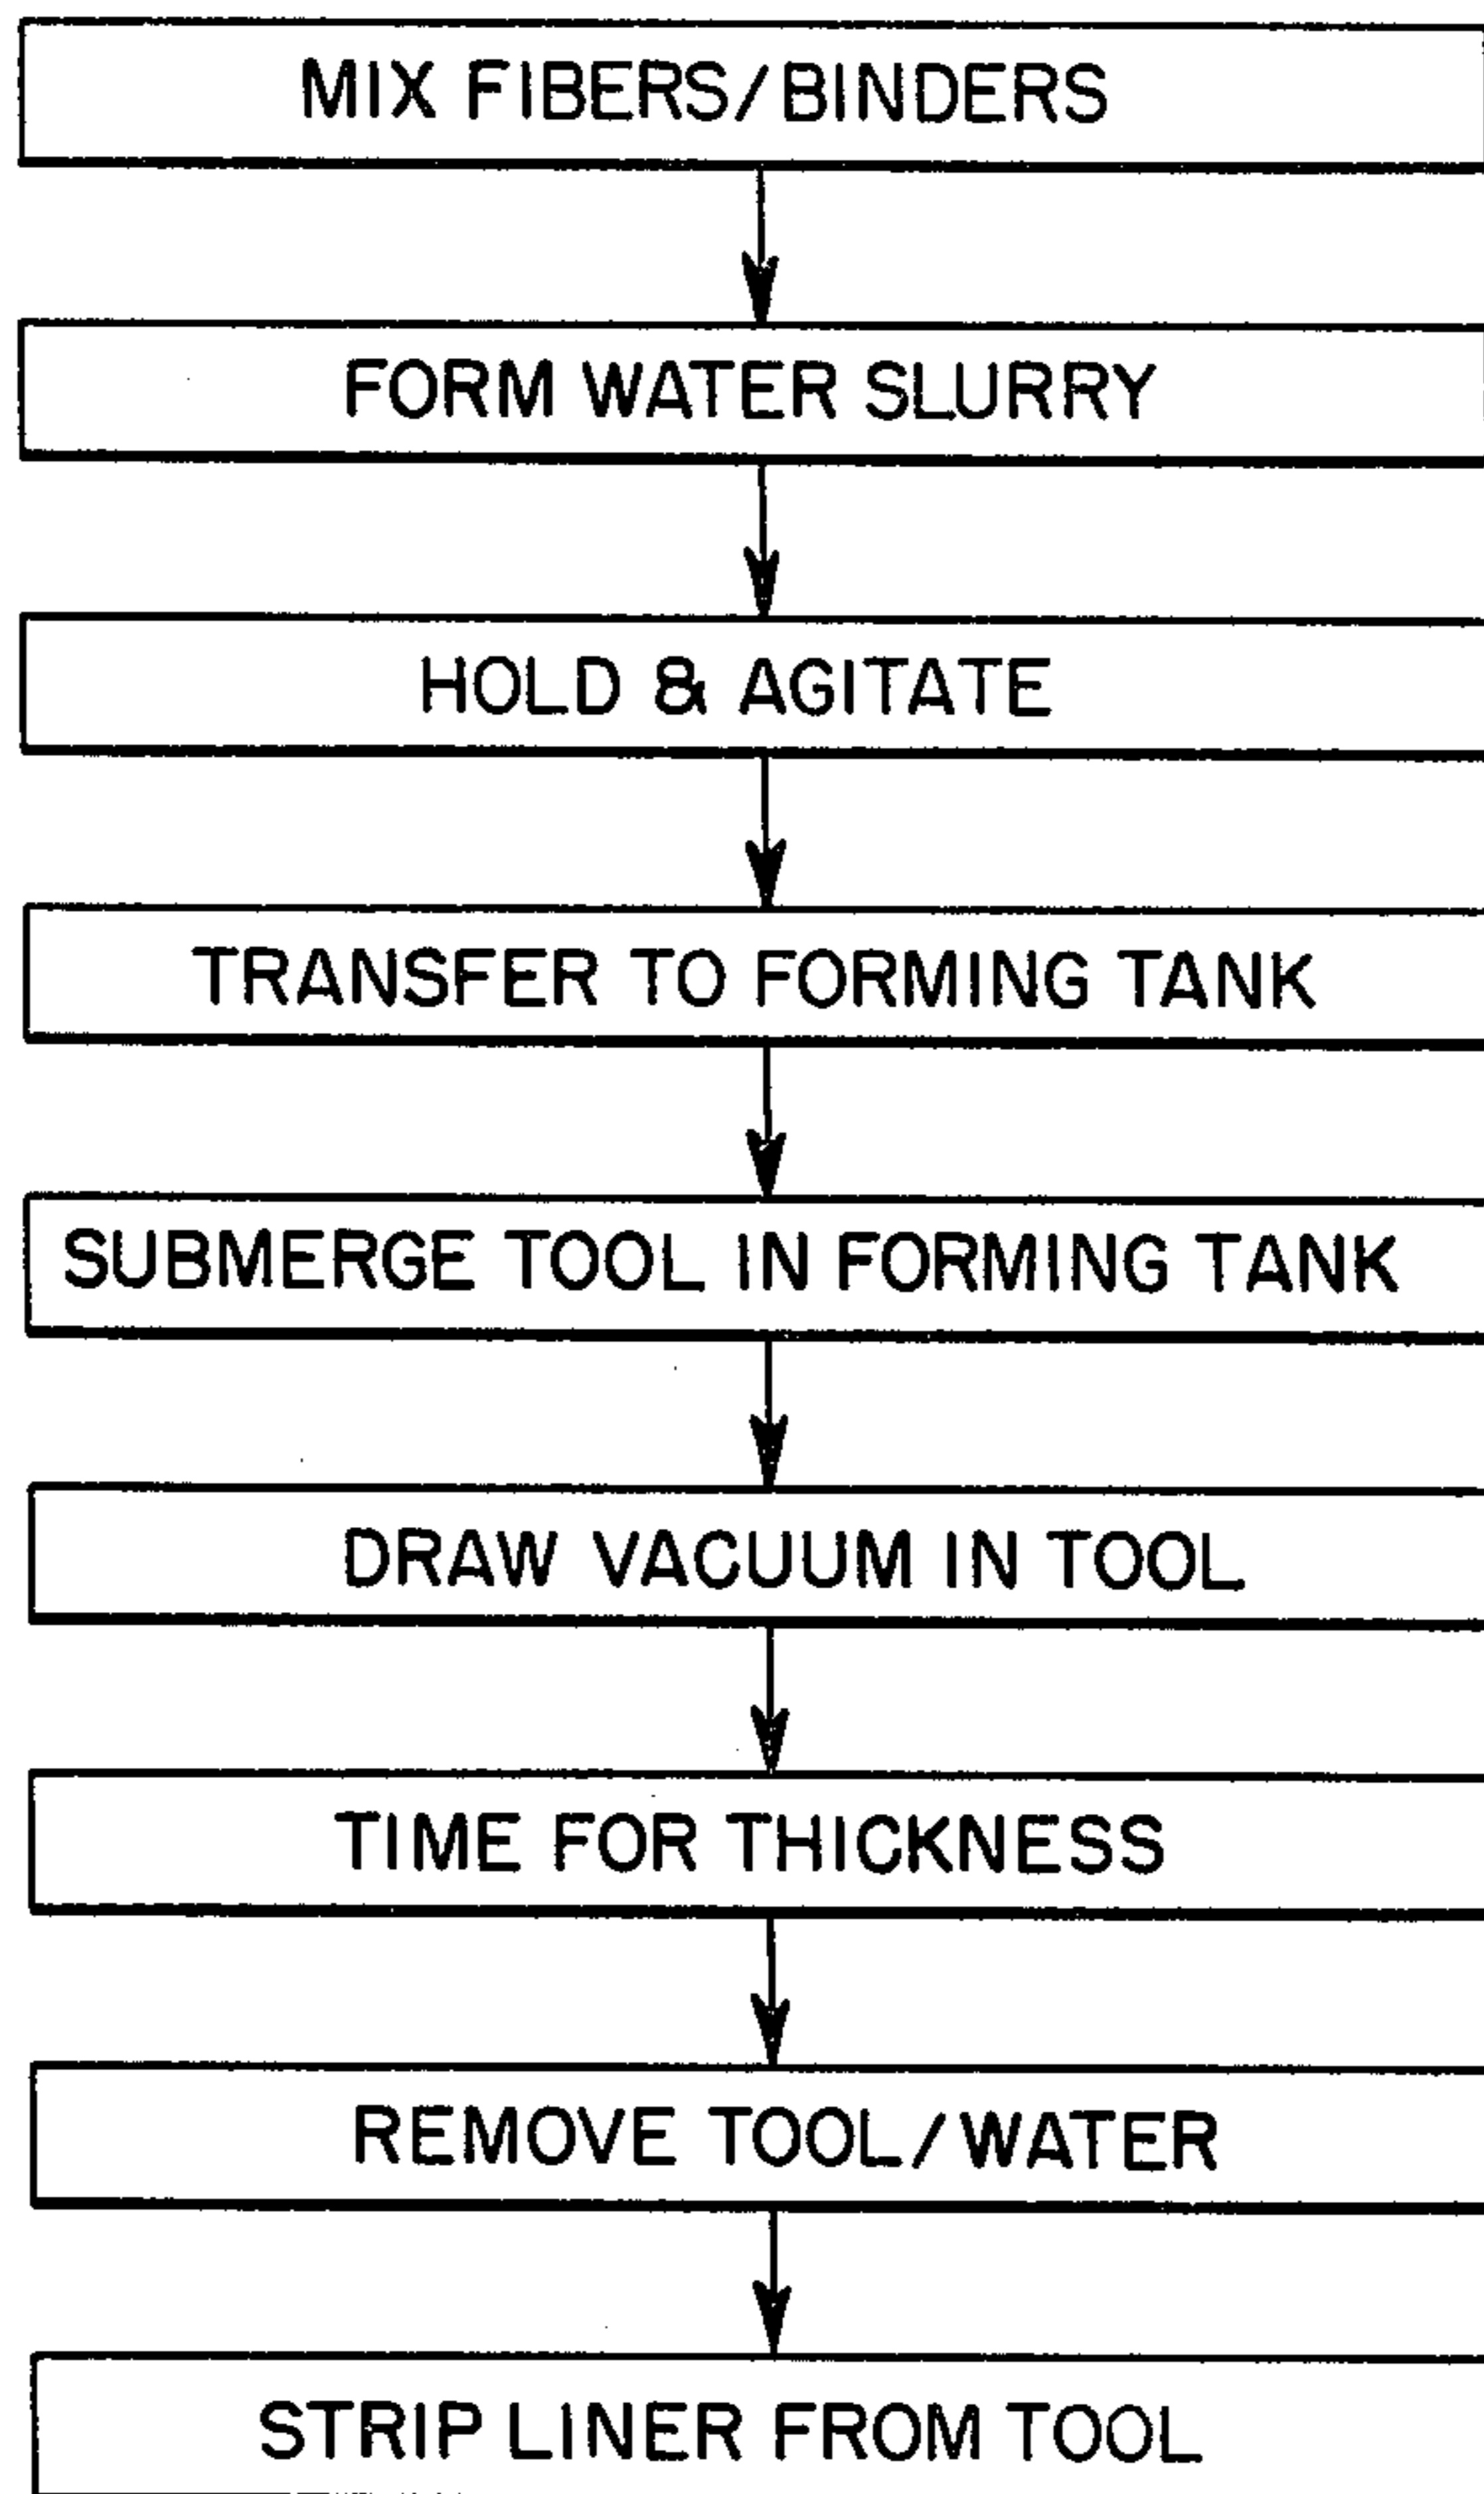 MIX FIBERS/BINDERS
FORM WATER SLURRY
HOLD & AGITATE
TRANSFER TO FORMING TANK
SUBMERGE TOOL IN FORMING TANK
DRAW VACUUM IN TOOL
TIME FOR THICKNESS
REMOVE TOOL/WATER
STRIP LINER FROM TOOL